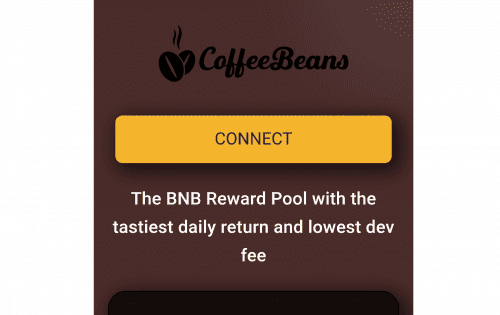 CoffeeBeans
CONNECT
The BNB Reward Pool with the
tastiest daily return and lowest dev
fee